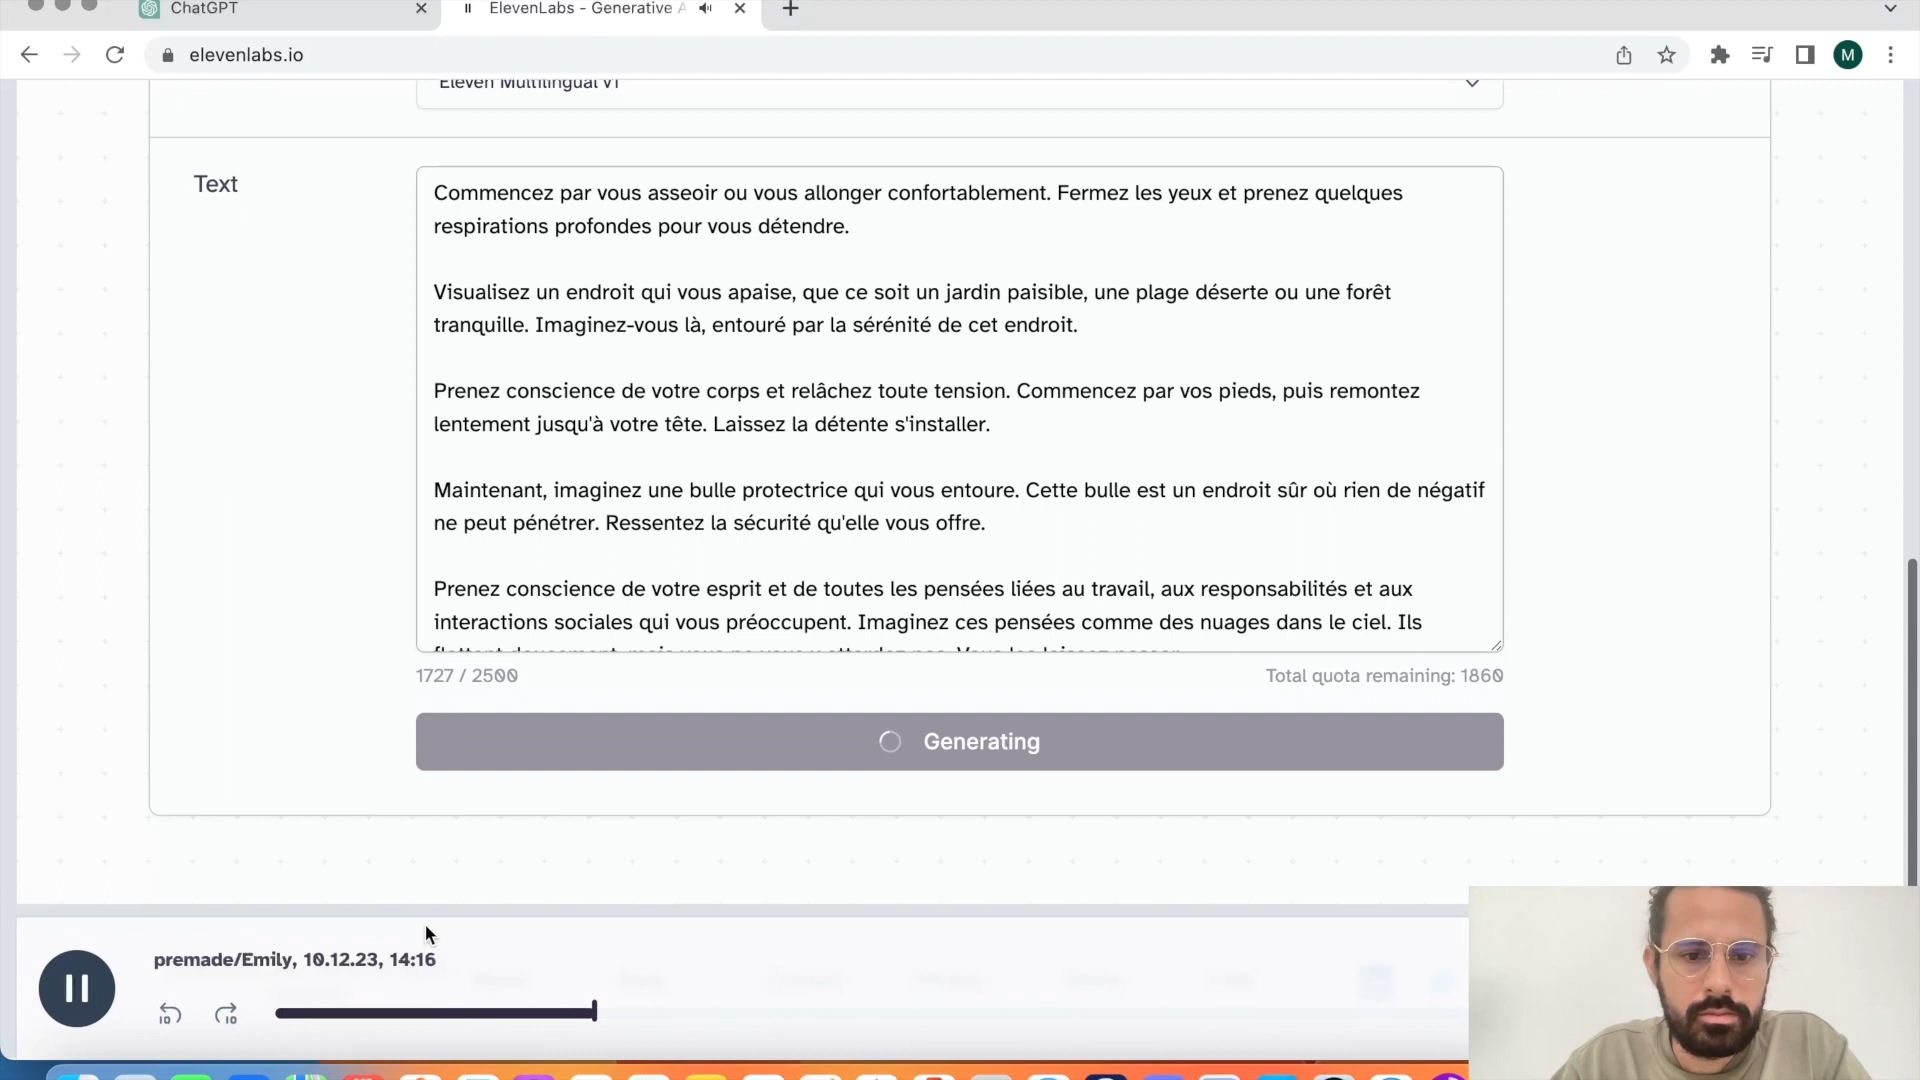 ChatGPT
ElevenLabs - Generative A
elevenlabs.io
M
Eleven Multilingual v1
Text
Commencez par vous asseoir ou vous allonger confortablement. Fermez les yeux et prenez quelques
respirations profondes pour vous détendre.
Visualisez un endroit qui vous apaise, que ce soit un jardin paisible, une plage déserte ou une forêt
tranquille. Imaginez-vous là, entouré par la sérénité de cet endroit.
Prenez conscience de votre corps et relâchez toute tension. Commencez par vos pieds, puis remontez
lentement jusqu'à votre tête. Laissez la détente s'installer.
Maintenant, imaginez une bulle protectrice qui vous entoure. Cette bulle est un endroit sûr où rien de négatif
ne peut pénétrer. Ressentez la sécurité qu'elle vous offre.
Prenez conscience de votre esprit et de toutes les pensées liées au travail, aux responsabilités et aux
interactions sociales qui vous préoccupent. Imaginez ces pensées comme des nuages dans le ciel. Ils
1727 / 2500
Total quota remaining: 1860
Generating
premade/Emily, 10.12.23, 14:16
10
10